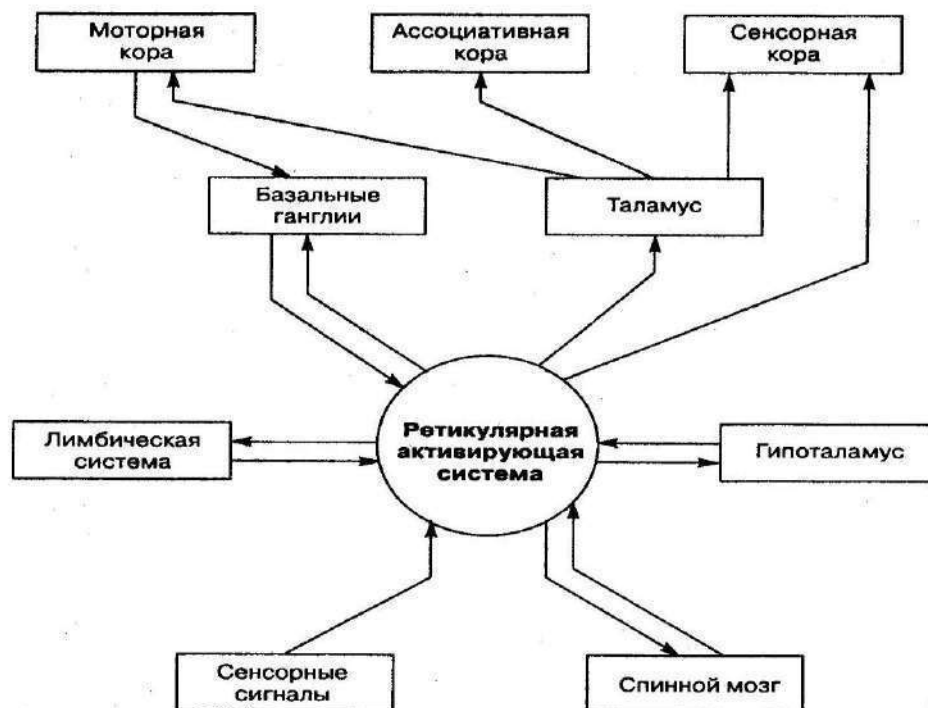 Моторная
кора
Ассоциативная
кора
Сенсорная
кора
Базальные
ганглии
Таламус
Лимбическая
система
Ретикулярная
активирующая
система
Гипоталамус
Сенсорные
сигналы
Спинной мозг